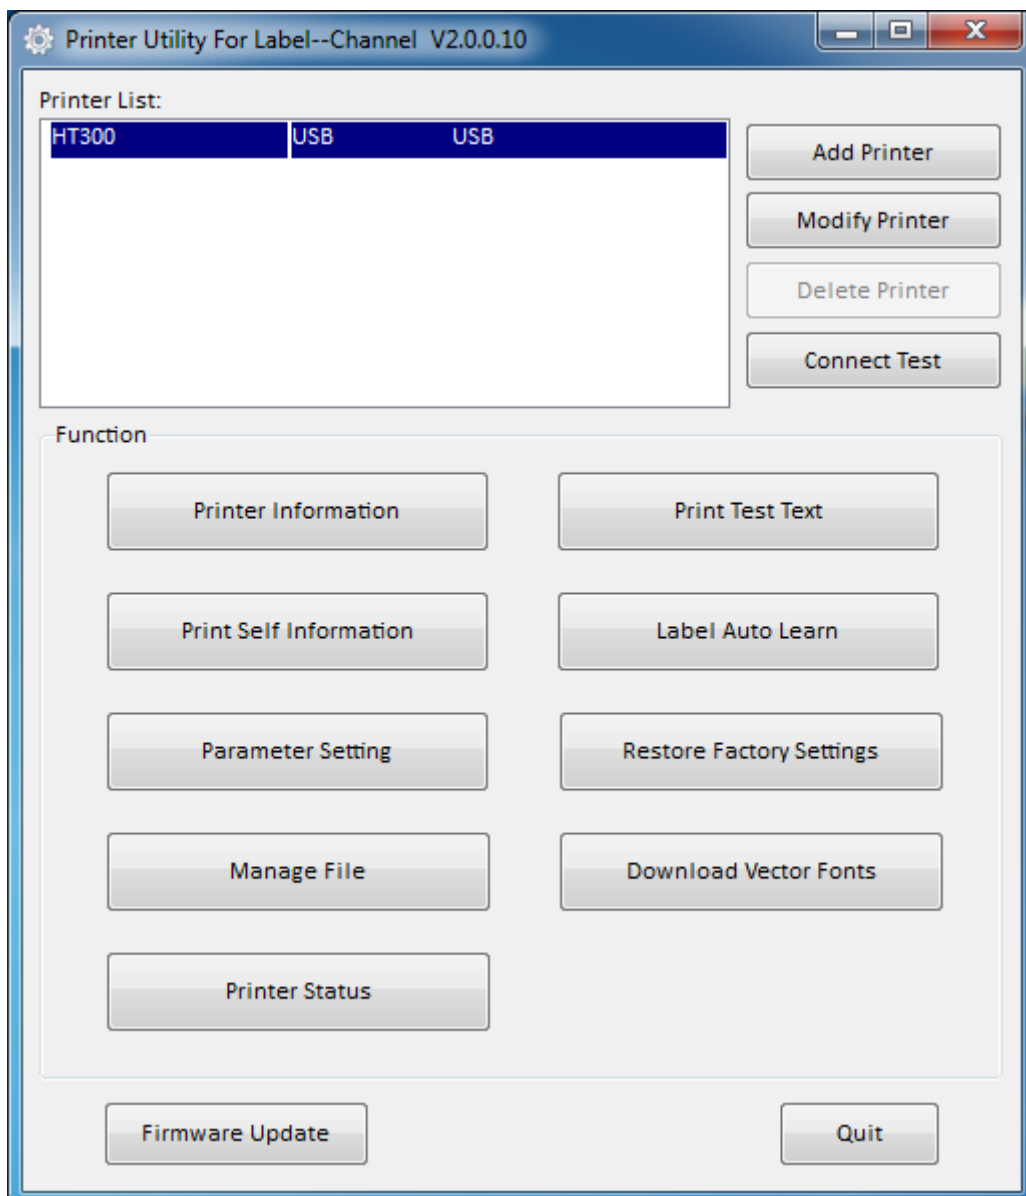 Printer Utility For Label--Channel V2.0.0.10
Printer List:
HT300 USB USB
Add Printer
Modify Printer
Delete Printer
Connect Test
Function
Printer Information
Print Test Text
Print Self Information
Label Auto Learn
Parameter Setting
Restore Factory Settings
Manage File
Download Vector Fonts
Printer Status
Firmware Update
Quit